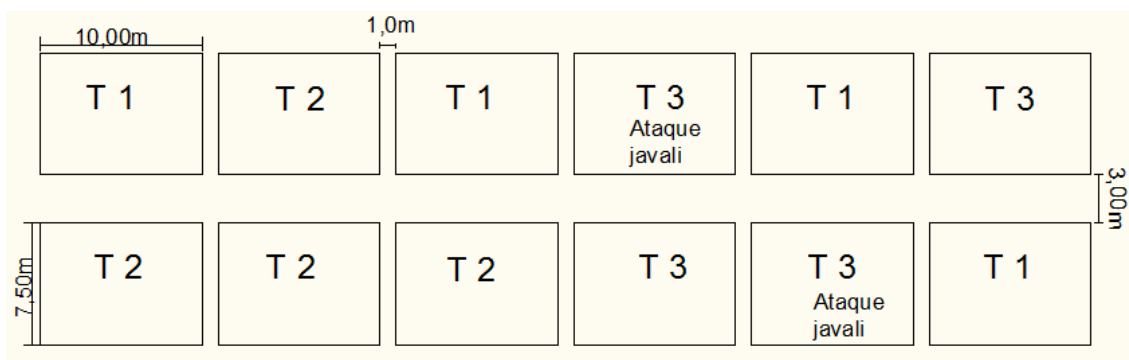 10,00m
1,0m
T 1
T 2
T 1
T 3
Ataque
javali
T 1
T 3
3,00m
7,50m
T 2
T 2
T 2
T 3
T 3
Ataque
javali
T 1